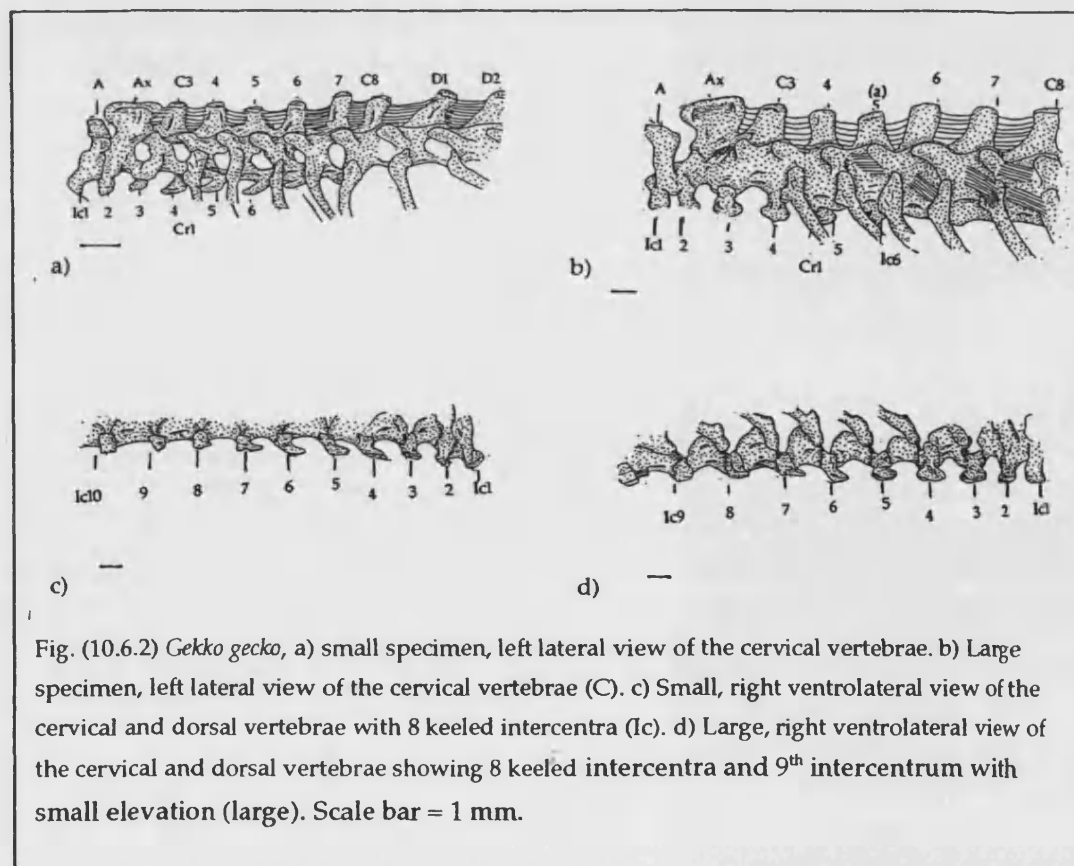 A Ax C3 4 5 6 7 C8 D1 D2
Ic1 2 3 4 5 6
Cr1
a)
A Ax C3 4 (a) 5 6 7 C8
Ic1 2 3 4 5 Ic6
Cr1
b)
Ic10 9 8 7 6 5 4 3 2 Ic1
c)
Ic9 8 7 6 5 4 3 2 Ic1
d)
Fig. (10.6.2) Gekko gecko, a) small specimen, left lateral view of the cervical vertebrae. b) Large
specimen, left lateral view of the cervical vertebrae (C). c) Small, right ventrolateral view of the
cervical and dorsal vertebrae with 8 keeled intercentra (Ic). d) Large, right ventrolateral view of
the cervical and dorsal vertebrae showing 8 keeled intercentra and 9th intercentrum with
small elevation (large). Scale bar = 1 mm.